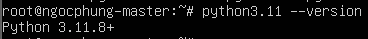 root@ngocphung-master:~# python3.11 --version
Python 3.11.8+